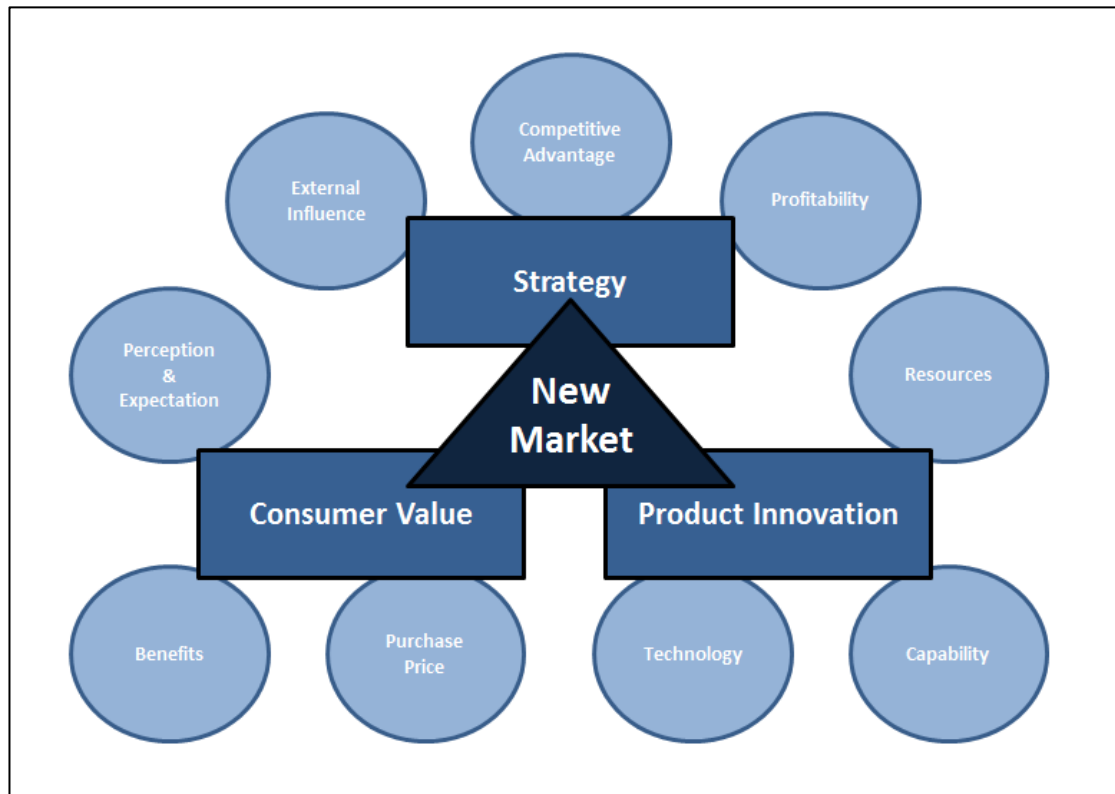 Competitive
Advantage
External
Influence
Profitability
Strategy
Perception
&
Expectation
Resources
New
Market
Consumer Value
Product Innovation
Benefits
Purchase
Price
Technology
Capability